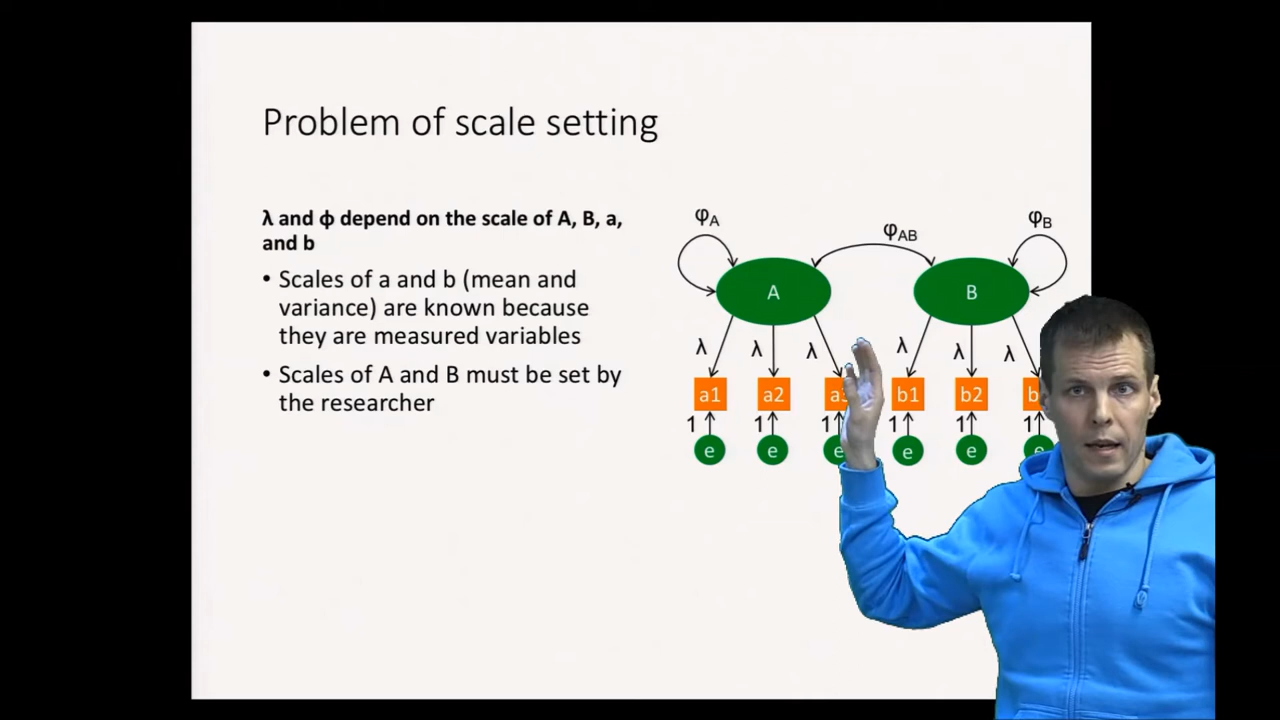 Problem of scale setting
λ and ϕ depend on the scale of A, B, a,
and b
• Scales of a and b (mean and
variance) are known because
they are measured variables
• Scales of A and B must be set by
the researcher
φA φAB φB
A B
λ λ λ λ λ λ
a1 a2 a3 b1 b2 b
1 1 1 1 1 1
e e e e e e